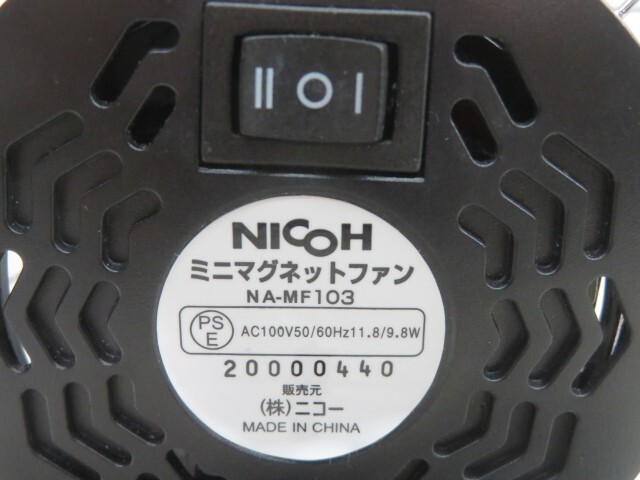 II O I
NICOH
ミニマグネットファン
NA-MF103
PSE AC100V50/60Hz11.8/9.8W
20000440
販売元
(株)ニコー
MADE IN CHINA